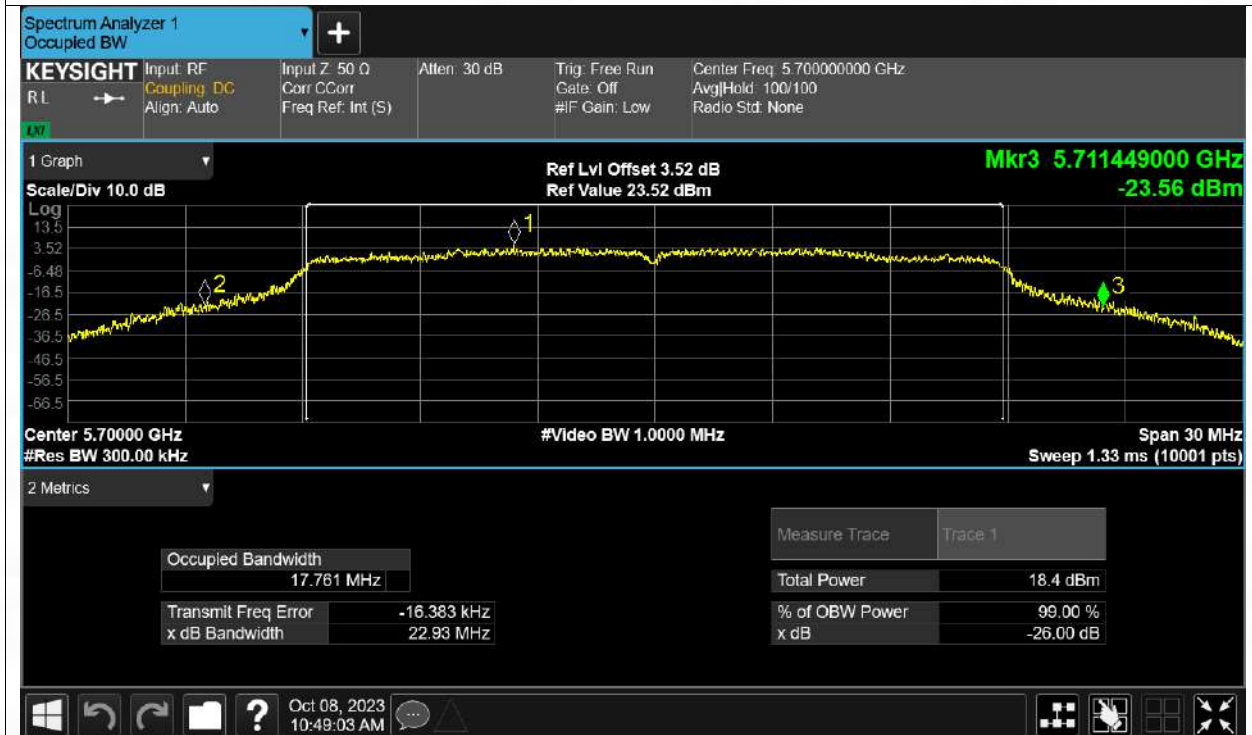 Spectrum Analyzer 1
Occupied BW
KEYSIGHT
R L
LXI
Input: RF
Coupling: DC
Align: Auto
Input Z: 50 Ω
Corr CCorr
Freq Ref: Int (S)
Atten: 30 dB
Trig: Free Run
Gate: Off
#IF Gain: Low
Center Freq: 5.700000000 GHz
Avg|Hold: 100/100
Radio Std: None
1 Graph
Scale/Div 10.0 dB
Ref Lvl Offset 3.52 dB
Ref Value 23.52 dBm
Mkr3 5.711449000 GHz
-23.56 dBm
Log
13.5
3.52
-6.48
-16.5
-26.5
-36.5
-46.5
-56.5
-66.5
1
2
3
Center 5.70000 GHz
#Res BW 300.00 kHz
#Video BW 1.0000 MHz
Span 30 MHz
Sweep 1.33 ms (10001 pts)
2 Metrics
Occupied Bandwidth
17.761 MHz
Transmit Freq Error -16.383 kHz
x dB Bandwidth 22.93 MHz
Measure Trace Trace 1
Total Power 18.4 dBm
% of OBW Power 99.00 %
x dB -26.00 dB
?
Oct 08, 2023
10:49:03 AM